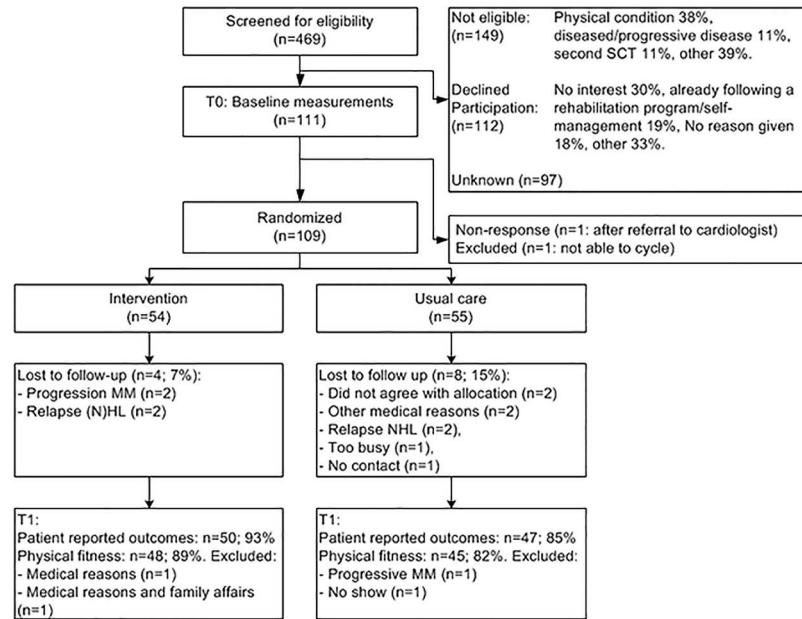 Screened for eligibility
(n=469)
Not eligible: Physical condition 38%,
(n=149) diseased/progressive disease 11%,
second SCT 11%, other 39%.
Declined No interest 30%, already following a
Participation: rehabilitation program/self-
(n=112) management 19%, No reason given
18%, other 33%.
Unknown (n=97)
T0: Baseline measurements
(n=111)
Non-response (n=1: after referral to cardiologist)
Excluded (n=1: not able to cycle)
Randomized
(n=109)
Intervention
(n=54)
Usual care
(n=55)
Lost to follow-up (n=4; 7%):
- Progression MM (n=2)
- Relapse (N)HL (n=2)
Lost to follow up (n=8; 15%):
- Did not agree with allocation (n=2)
- Other medical reasons (n=2)
- Relapse NHL (n=2),
- Too busy (n=1),
- No contact (n=1)
T1:
Patient reported outcomes: n=50; 93%
Physical fitness: n=48; 89%. Excluded:
- Medical reasons (n=1)
- Medical reasons and family affairs
(n=1)
T1:
Patient reported outcomes: n=47; 85%
Physical fitness: n=45; 82%. Excluded:
- Progressive MM (n=1)
- No show (n=1)